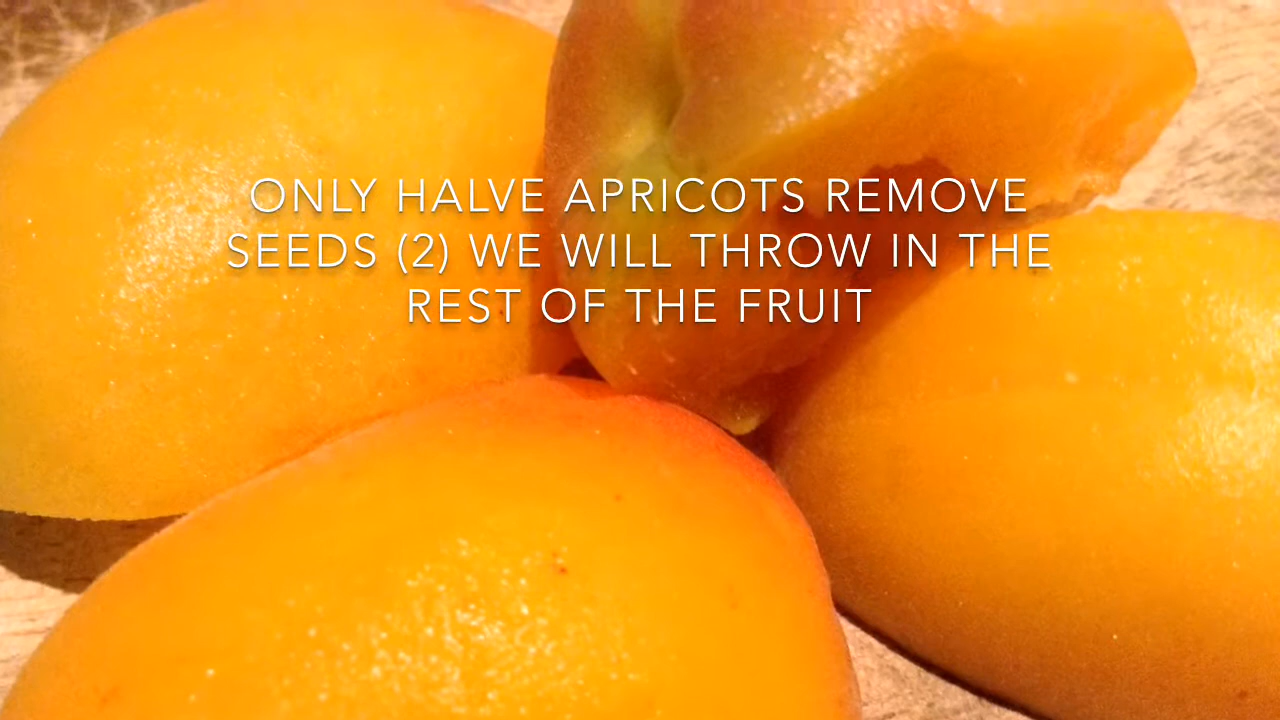 ONLY HALVE APRICOTS REMOVE
SEEDS (2) WE WILL THROW IN THE
REST OF THE FRUIT